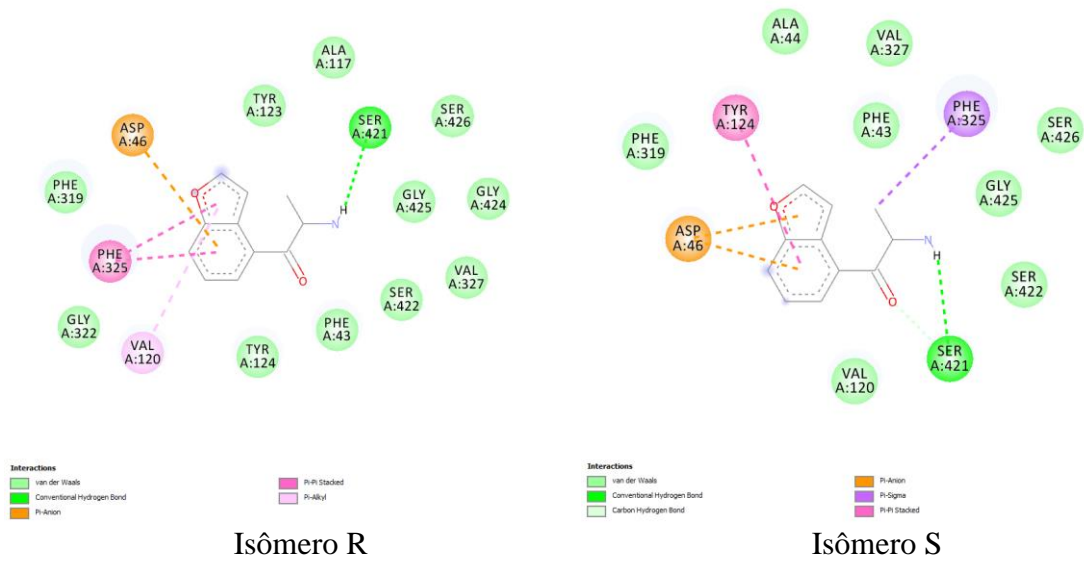 ALA
A:117
TYR
A:123
SER
A:421
SER
A:426
ASP
A:46
PHE
A:319
GLY
A:425
GLY
A:424
O
H
N
PHE
A:325
O
VAL
A:327
SER
A:422
GLY
A:322
PHE
A:43
VAL
A:120
TYR
A:124
Interactions
van der Waals
Conventional Hydrogen Bond
Pi-Anion
Pi-Pi Stacked
Pi-Alkyl
Isômero R
ALA
A:44
VAL
A:327
TYR
A:124
PHE
A:325
PHE
A:43
SER
A:426
PHE
A:319
GLY
A:425
O
ASP
A:46
N
H
O
SER
A:422
SER
A:421
VAL
A:120
Interactions
van der Waals
Conventional Hydrogen Bond
Carbon Hydrogen Bond
Pi-Anion
Pi-Sigma
Pi-Pi Stacked
Isômero S